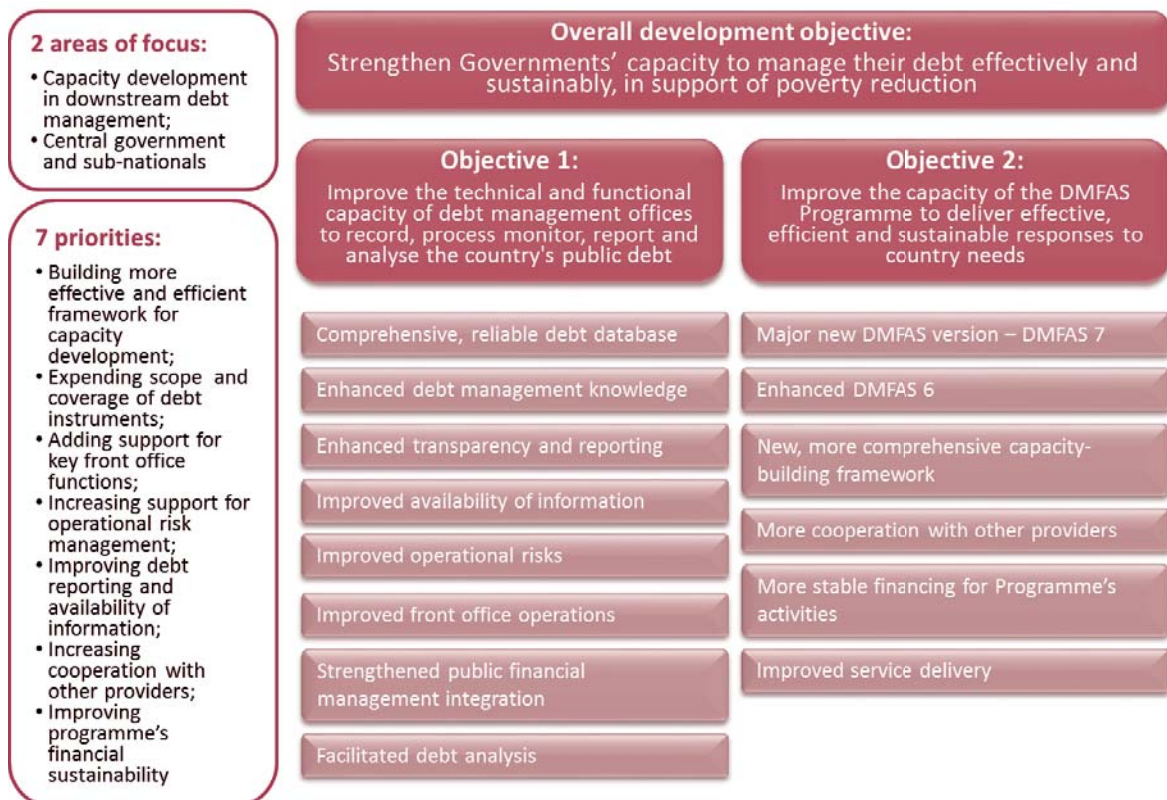 2 areas of focus:
• Capacity development
in downstream debt
management;
• Central government
and sub-nationals
7 priorities:
• Building more
effective and efficient
framework for
capacity
development;
• Expending scope and
coverage of debt
instruments;
• Adding support for
key front office
functions;
• Increasing support for
operational risk
management;
• Improving debt
reporting and
availability of
information;
• Increasing
cooperation with
other providers;
• Improving
programme's
financial
sustainability
Overall development objective:
Strengthen Governments' capacity to manage their debt effectively and
sustainably, in support of poverty reduction
Objective 1:
Improve the technical and functional
capacity of debt management offices
to record, process monitor, report and
analyse the country's public debt
Comprehensive, reliable debt database
Enhanced debt management knowledge
Enhanced transparency and reporting
Improved availability of information
Improved operational risks
Improved front office operations
Strengthened public financial
management integration
Facilitated debt analysis
Objective 2:
Improve the capacity of the DMFAS
Programme to deliver effective,
efficient and sustainable responses to
country needs
Major new DMFAS version – DMFAS 7
Enhanced DMFAS 6
New, more comprehensive capacity-
building framework
More cooperation with other providers
More stable financing for Programme's
activities
Improved service delivery